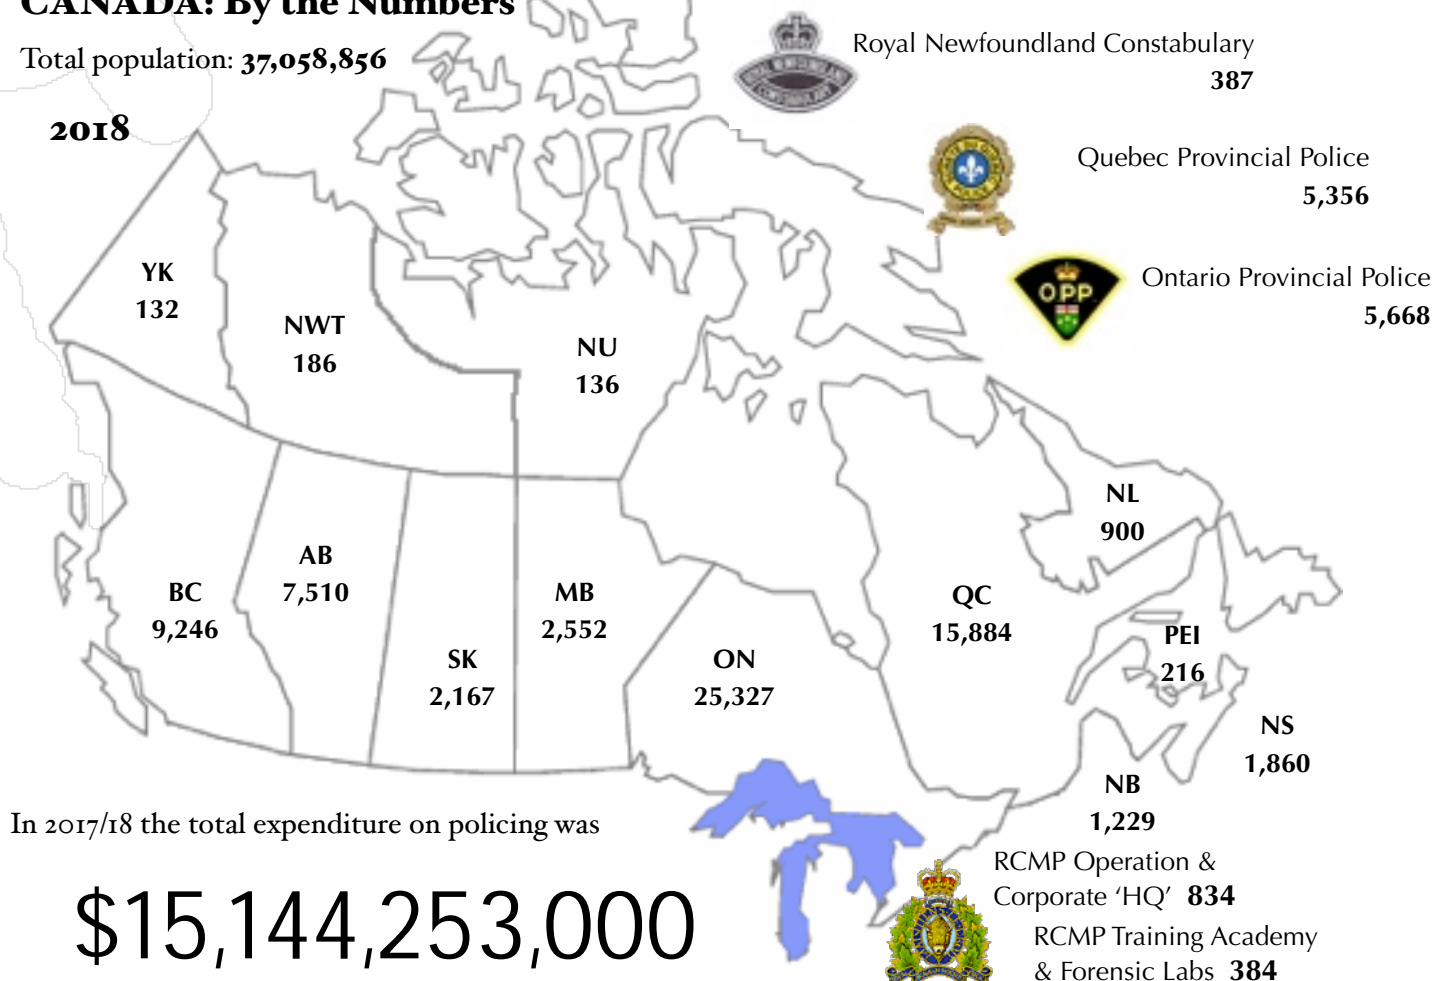 CANADA: By the Numbers
Total population: 37,058,856
2018
ROYAL NEWFOUNDLAND
CONSTABULARY
Royal Newfoundland Constabulary
387
Quebec Provincial Police
5,356
OPP
Ontario Provincial Police
5,668
YK
132
NWT
186
NU
136
NL
900
BC
9,246
AB
7,510
SK
2,167
MB
2,552
ON
25,327
QC
15,884
PEI
216
NS
1,860
NB
1,229
In 2017/18 the total expenditure on policing was
$15,144,253,000
RCMP Operation &
Corporate ‘HQ’ 834
RCMP Training Academy
& Forensic Labs 384